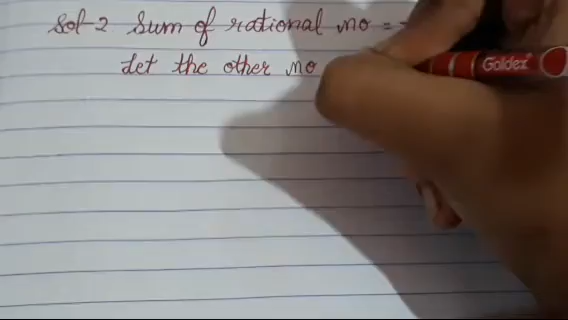 Sol-2 Sum of rational no = -
Let the other no
Goldex